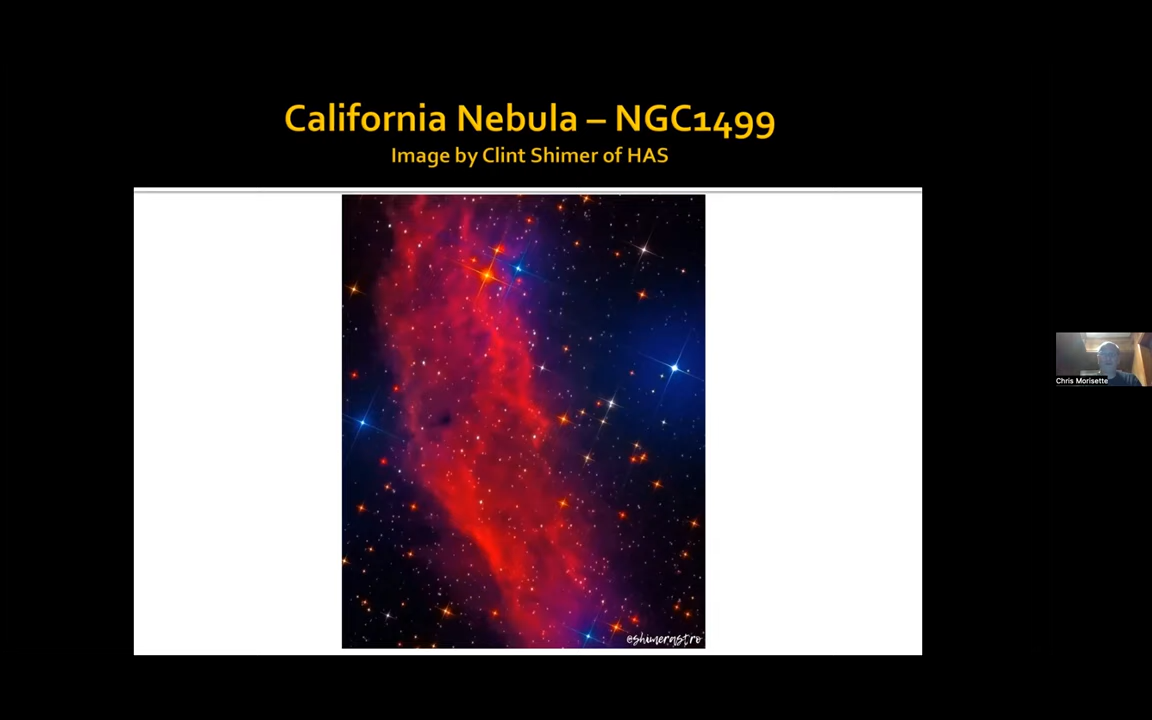 California Nebula – NGC1499
Image by Clint Shimer of HAS
@shimerastro
Chris Morisette